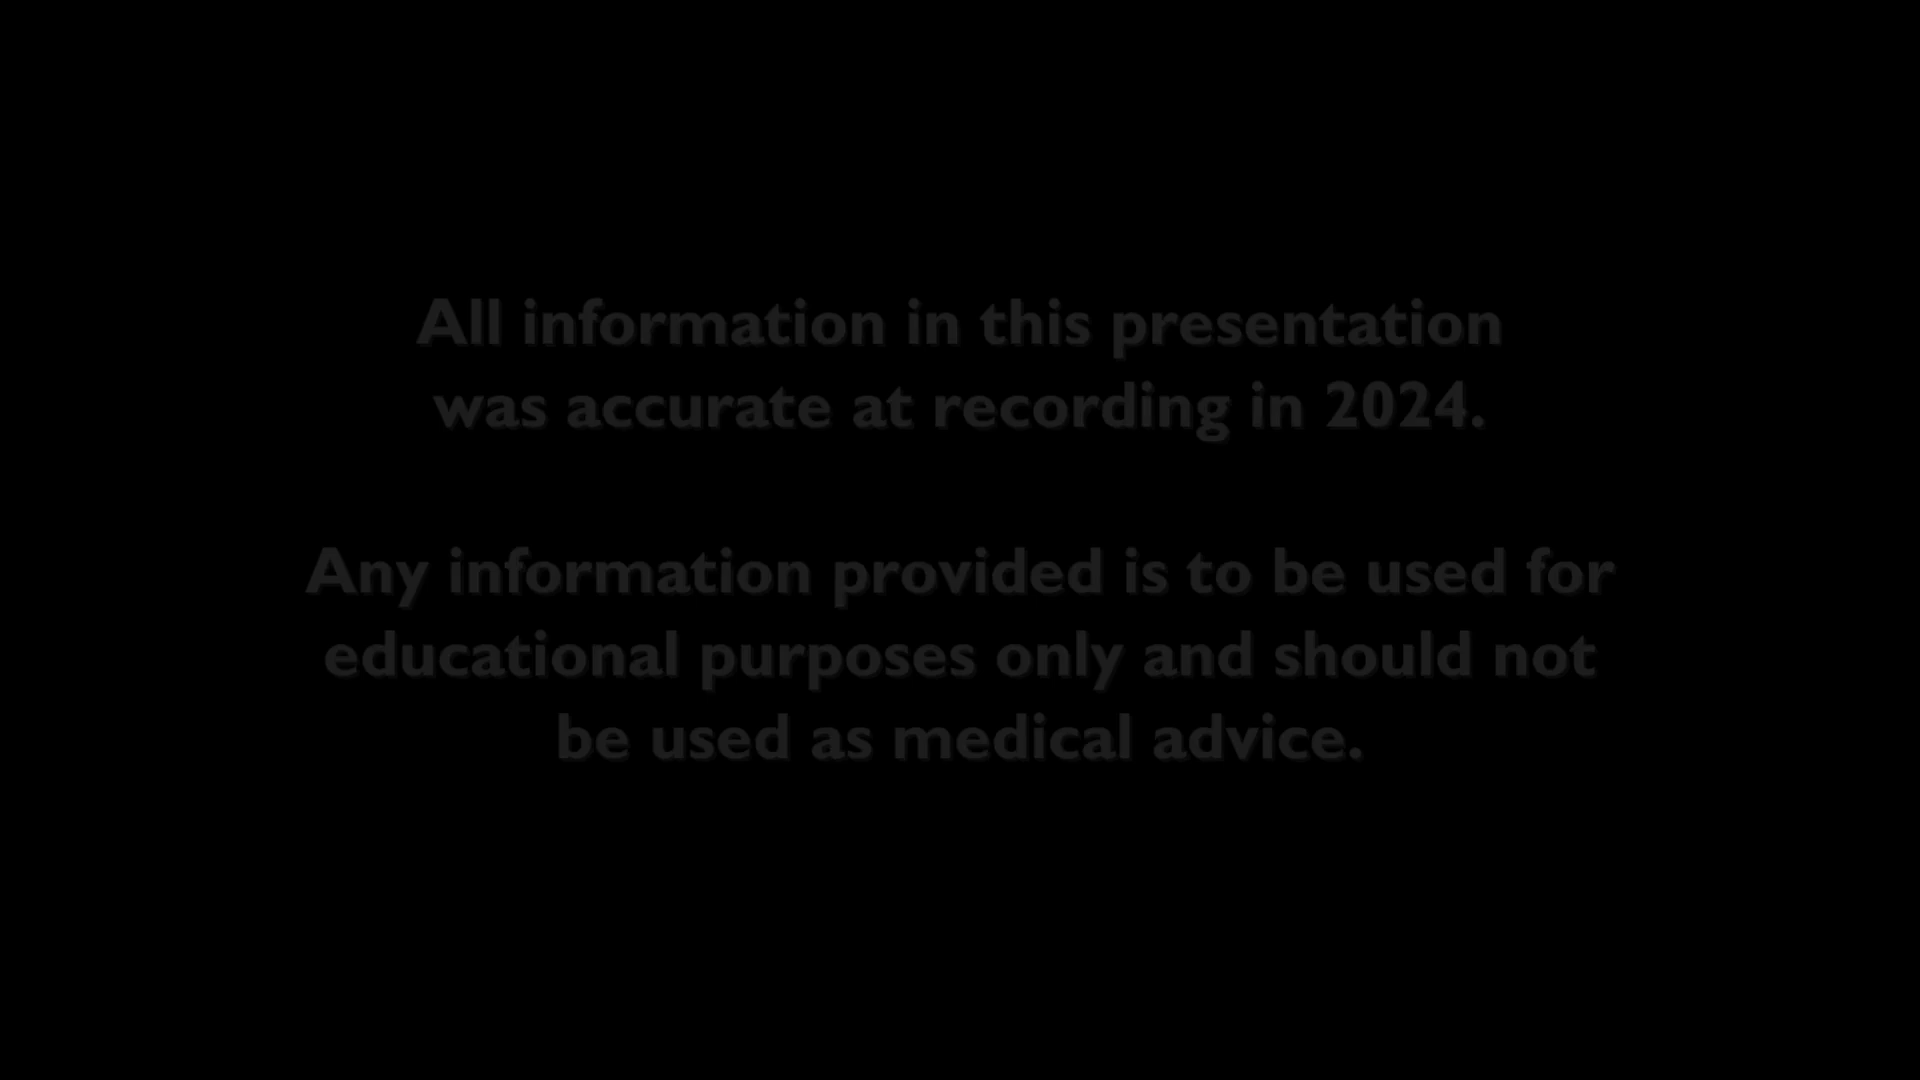 All information in this presentation
was accurate at recording in 2024.
Any information provided is to be used for
educational purposes only and should not
be used as medical advice.